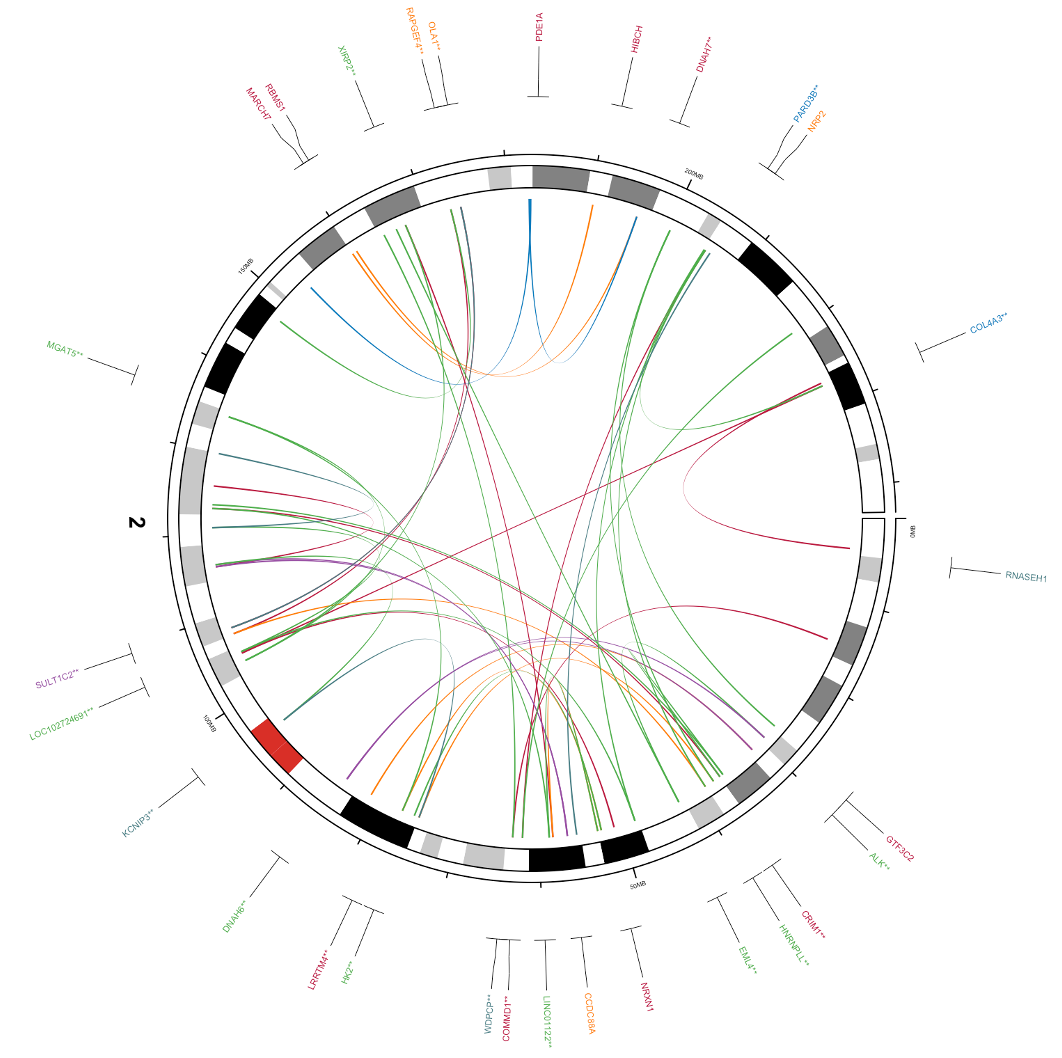 PDE1A
HIBCH
DNAH7**
PARD3B**
NRP2
COL4A3**
RNASEH1
GTF3C2
ALK**
CRIM1**
HNRNPLL**
EML4**
NRXN1
CCDC88A
LINC01122**
COMMD1**
WDPCP**
HK2**
LRRTM4**
DNAH6**
KCNIP3**
LOC102724691**
SULT1C2**
MGAT5**
MARCH7
RBMS1
XIRP2**
RAPGEF4**
OLA1**
0MB
50MB
100MB
150MB
200MB
2